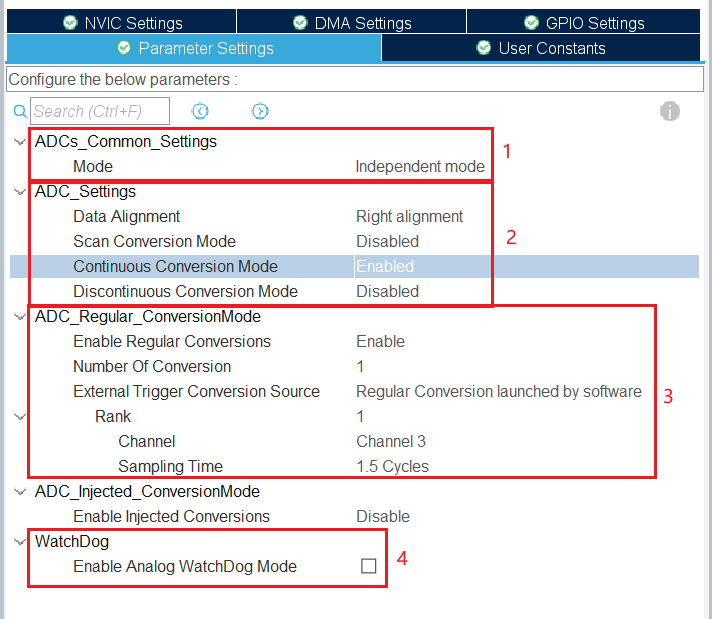 NVIC Settings DMA Settings GPIO Settings
Parameter Settings User Constants
Configure the below parameters :
Search (Ctrl+F) i
ADCs_Common_Settings 1
Mode Independent mode
ADC_Settings
Data Alignment Right alignment
Scan Conversion Mode Disabled 2
Continuous Conversion Mode Enabled
Discontinuous Conversion Mode Disabled
ADC_Regular_ConversionMode
Enable Regular Conversions Enable
Number Of Conversion 1
External Trigger Conversion Source Regular Conversion launched by software 3
Rank 1
Channel Channel 3
Sampling Time 1.5 Cycles
ADC_Injected_ConversionMode
Enable Injected Conversions Disable
WatchDog
Enable Analog WatchDog Mode 4